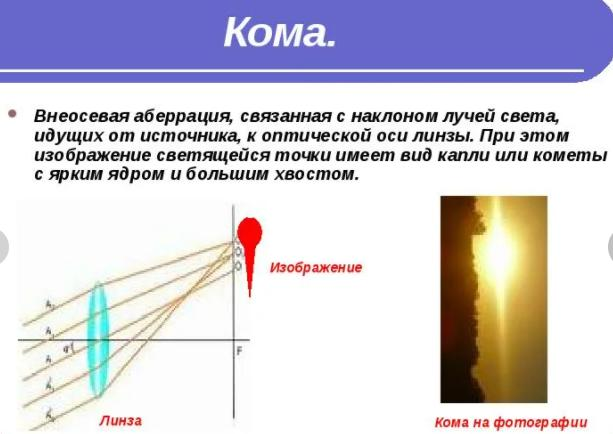 Кома.
Внеосевая аберрация, связанная с наклоном лучей света,
идущих от источника, к оптической оси линзы. При этом
изображение светящейся точки имеет вид капли или кометы
с ярким ядром и большим хвостом.
Изображение
F
Линза
Кома на фотографии